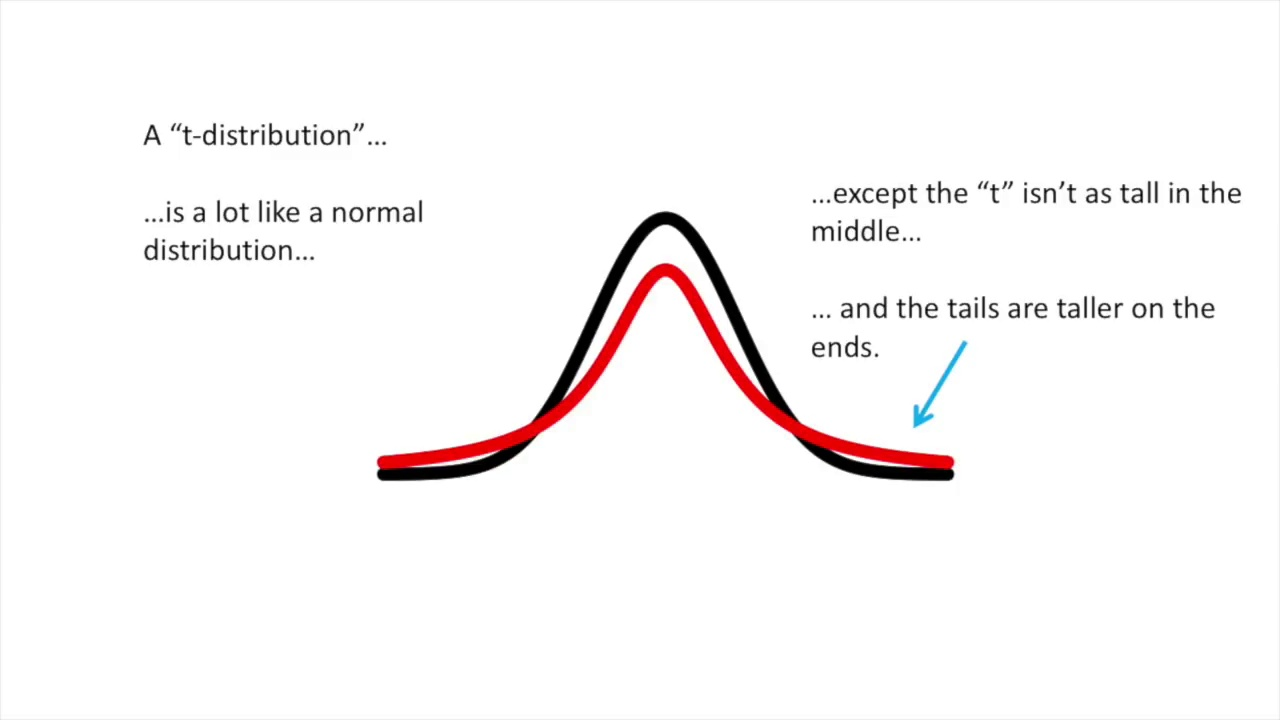 A “t-distribution”…
…is a lot like a normal
distribution…
…except the “t” isn’t as tall in the
middle…
… and the tails are taller on the
ends.